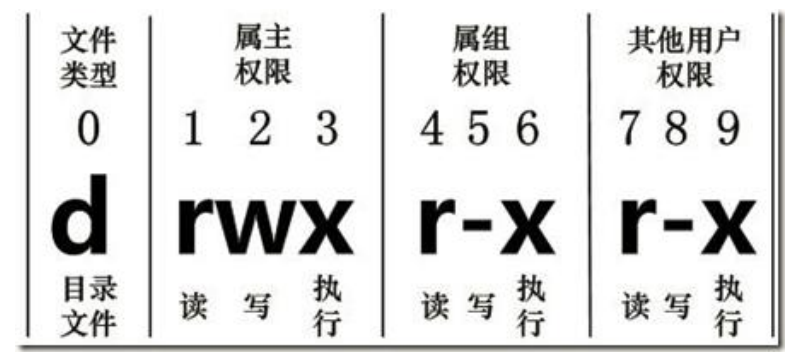 文件 属主 属组 其他用户
类型 权限 权限 权限
0 1 2 3 4 5 6 7 8 9
d rwx r-x r-x
目录 读 写 执 读 写 执 读 写 执
文件 行 行 行